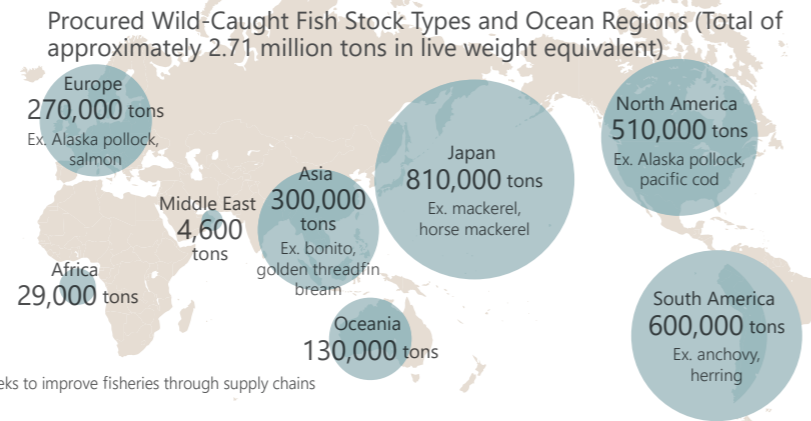 Procured Wild-Caught Fish Stock Types and Ocean Regions (Total of
approximately 2.71 million tons in live weight equivalent)
Europe
270,000 tons
Ex. Alaska pollock,
salmon
Middle East
4,600
tons
Africa
29,000 tons
Asia
300,000
tons
Ex. bonito,
golden threadfin
bream
Japan
810,000 tons
Ex. mackerel,
horse mackerel
Oceania
130,000 tons
North America
510,000 tons
Ex. Alaska pollock,
pacific cod
South America
600,000 tons
Ex. anchovy,
herring
eks to improve fisheries through supply chains